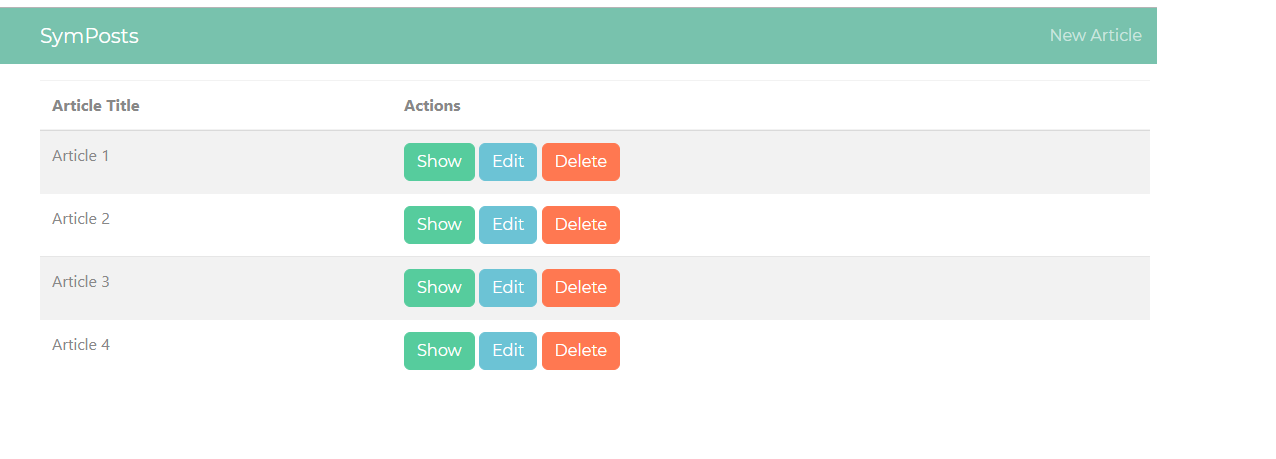 SymPosts New Article
Article Title Actions
Article 1 Show Edit Delete
Article 2 Show Edit Delete
Article 3 Show Edit Delete
Article 4 Show Edit Delete